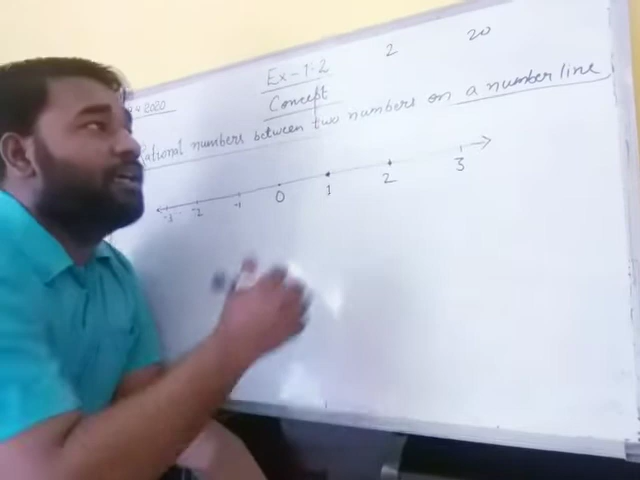 Ex-1.2 2 20
2020
Concept
Rational numbers between two numbers on a number line
-3 -2 -1 0 1 2 3